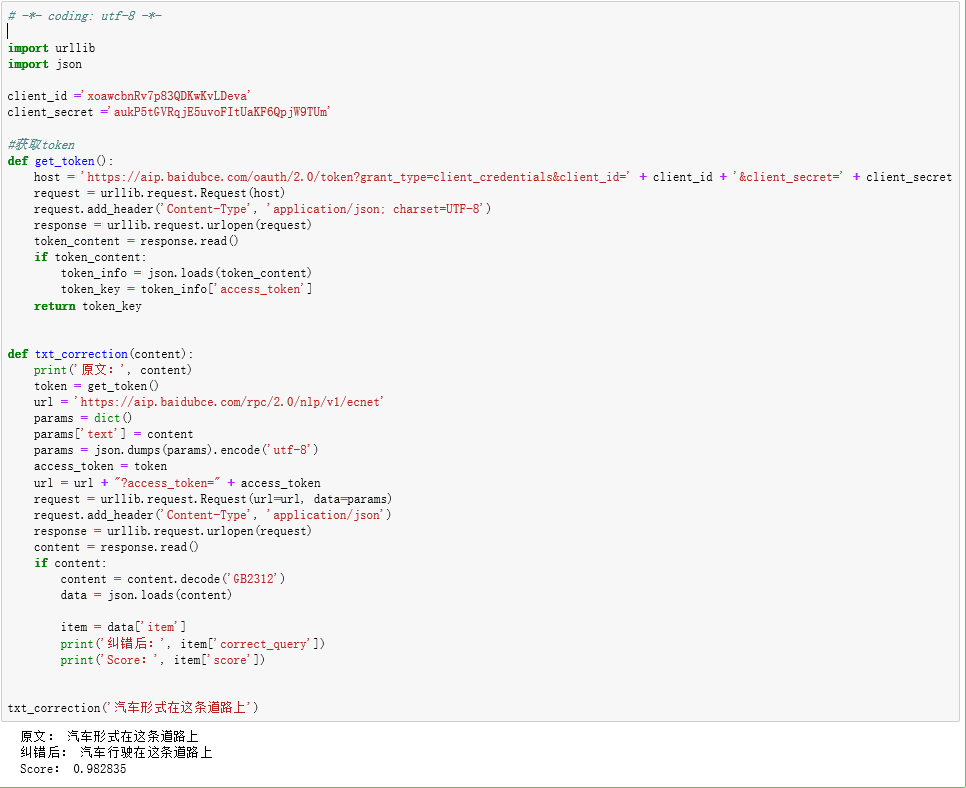 # -*- coding: utf-8 -*-
import urllib
import json
client_id ='xoawcbnRv7p83QDKwKvLDeva'
client_secret ='aukP5tGVRqjE5uvoFItUaKF6QpjW9TUm'
#获取token
def get_token():
    host = 'https://aip.baidubce.com/oauth/2.0/token?grant_type=client_credentials&client_id=' + client_id + '&client_secret=' + client_secret
    request = urllib.request.Request(host)
    request.add_header('Content-Type', 'application/json; charset=UTF-8')
    response = urllib.request.urlopen(request)
    token_content = response.read()
    if token_content:
        token_info = json.loads(token_content)
        token_key = token_info['access_token']
    return token_key
def txt_correction(content):
    print('原文：', content)
    token = get_token()
    url = 'https://aip.baidubce.com/rpc/2.0/nlp/v1/ecnet'
    params = dict()
    params['text'] = content
    params = json.dumps(params).encode('utf-8')
    access_token = token
    url = url + "?access_token=" + access_token
    request = urllib.request.Request(url=url, data=params)
    request.add_header('Content-Type', 'application/json')
    response = urllib.request.urlopen(request)
    content = response.read()
    if content:
        content = content.decode('GB2312')
        data = json.loads(content)
        item = data['item']
        print('纠错后：', item['correct_query'])
        print('Score：', item['score'])
txt_correction('汽车形式在这条道路上')
原文： 汽车形式在这条道路上
纠错后： 汽车行驶在这条道路上
Score： 0.982835